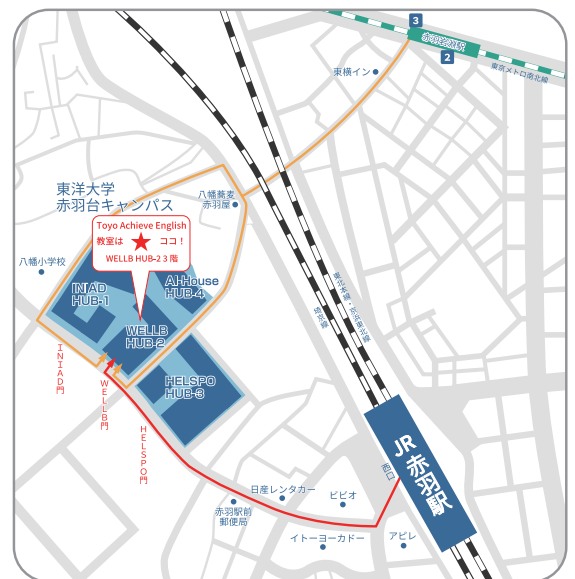 3
赤羽岩淵駅
2
東京メトロ南北線
東横イン
八幡蕎麦
赤羽屋
東洋大学
赤羽台キャンパス
Toyo Achieve English
教室は ★ ココ！
WELLB HUB-2 3 階
八幡小学校
INIAD
HUB-1
AI-House
HUB-4
WELLB
HUB-2
HELSPO
HUB-3
INIAD門
WELLB門
HELSPO門
埼京線
東北本線・京浜東北線
JR赤羽駅
西口
日産レンタカー
ビビオ
赤羽駅前
郵便局
イトーヨーカドー
アピレ